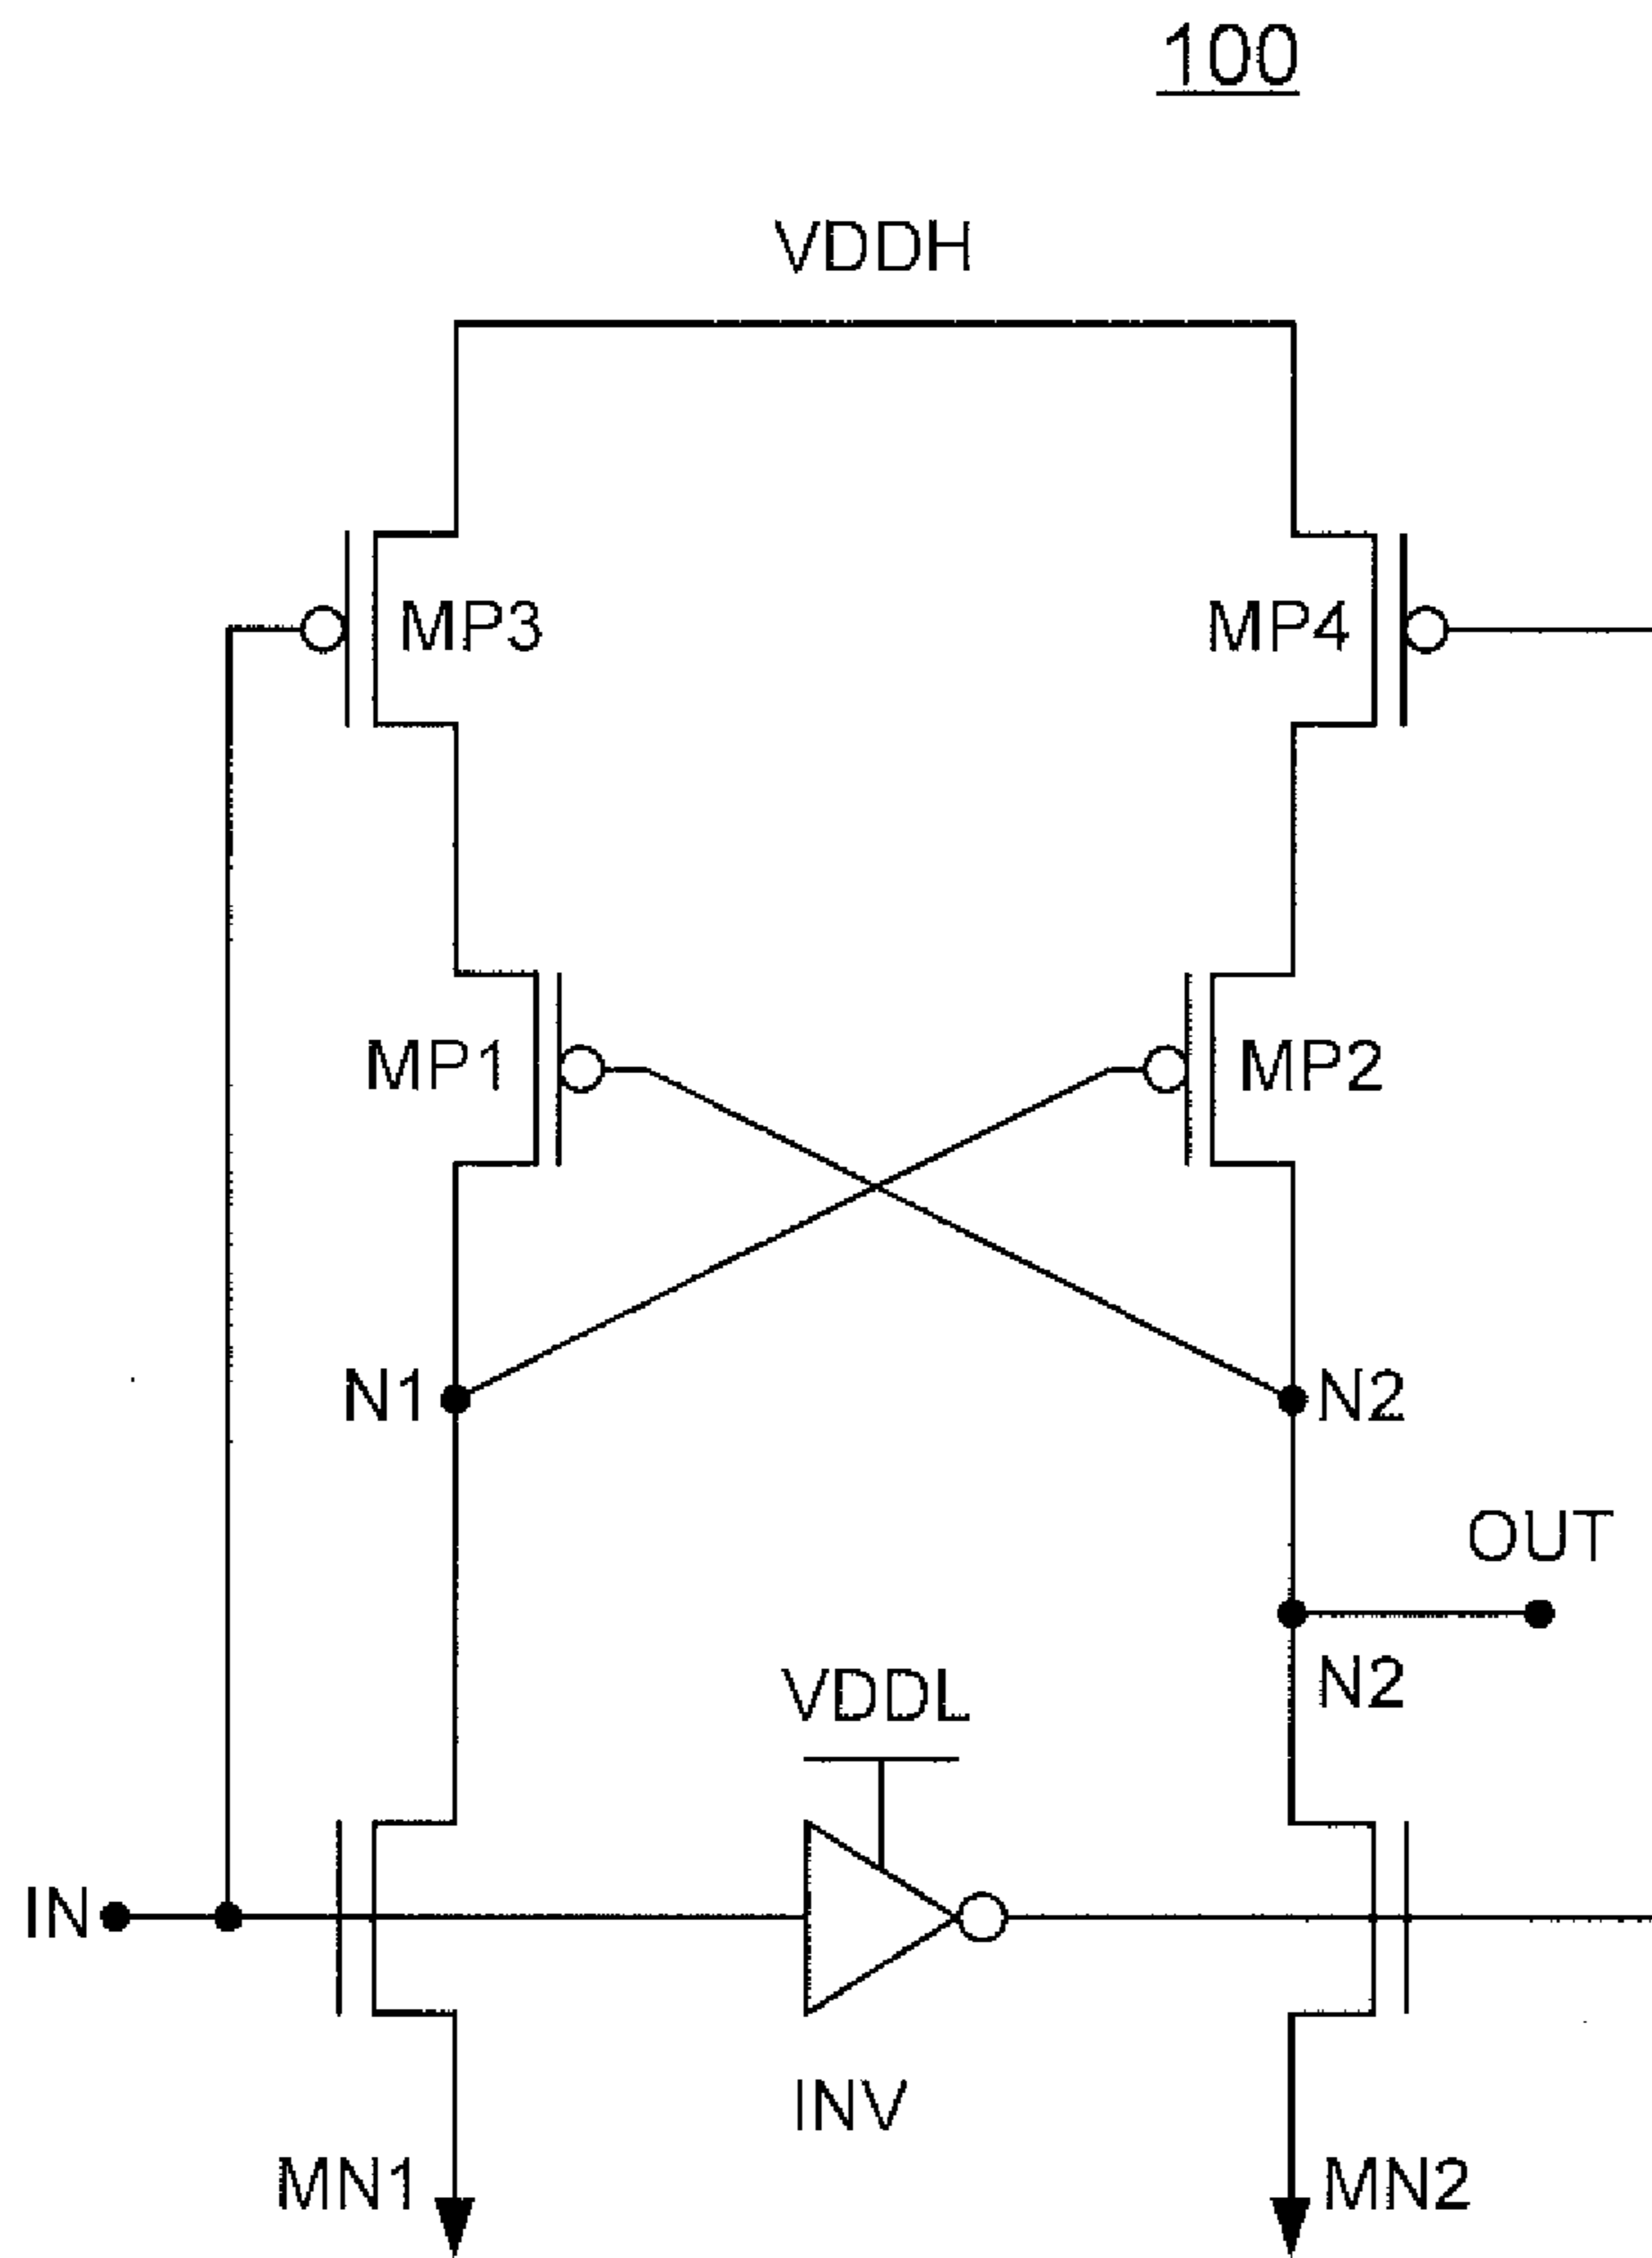 100
VDDH
MP3
MP4
MP1
MP2
N1
N2
OUT
N2
VDDL
IN
INV
MN1
MN2